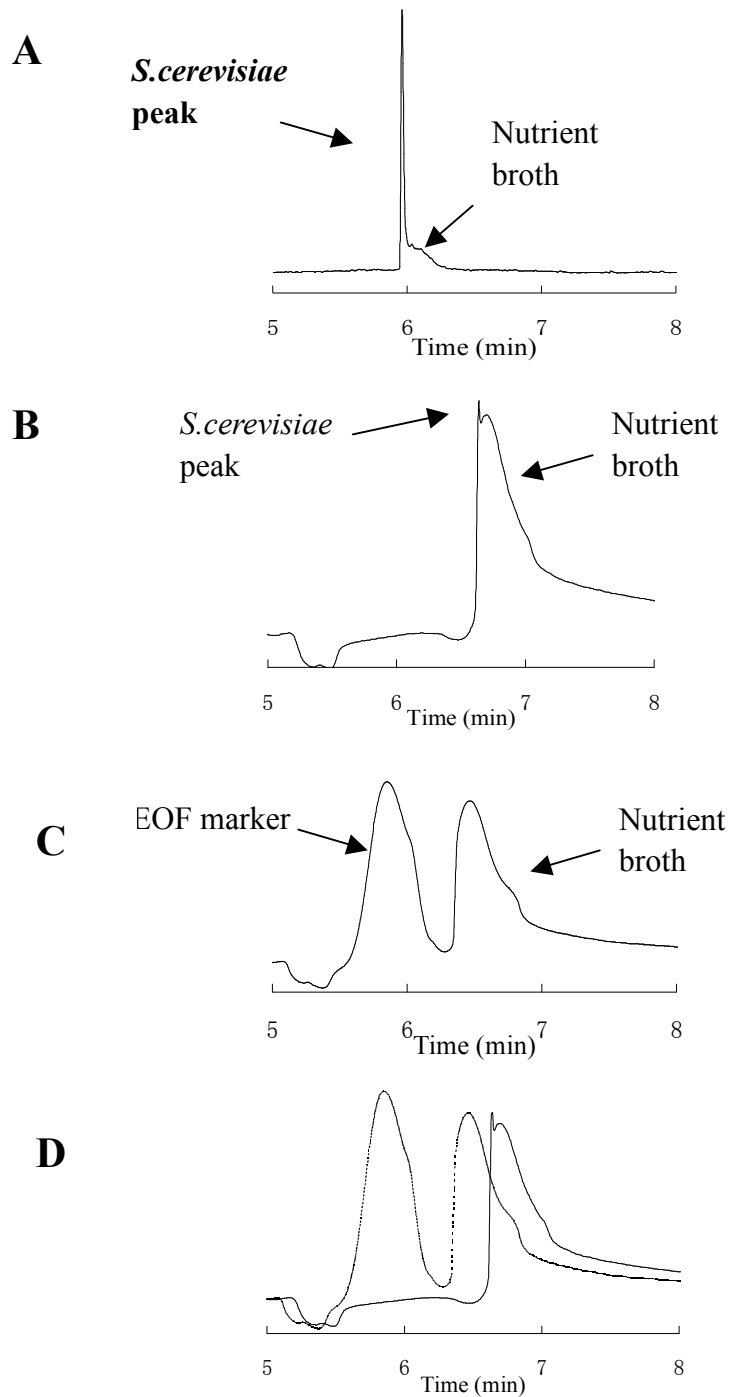 A
S.cerevisiae
peak
Nutrient
broth
5 6 7 8
Time (min)
B
S.cerevisiae
peak
Nutrient
broth
5 6 7 8
Time (min)
C
EOF marker
Nutrient
broth
5 6 7 8
Time (min)
D
5 6 7 8
Time (min)